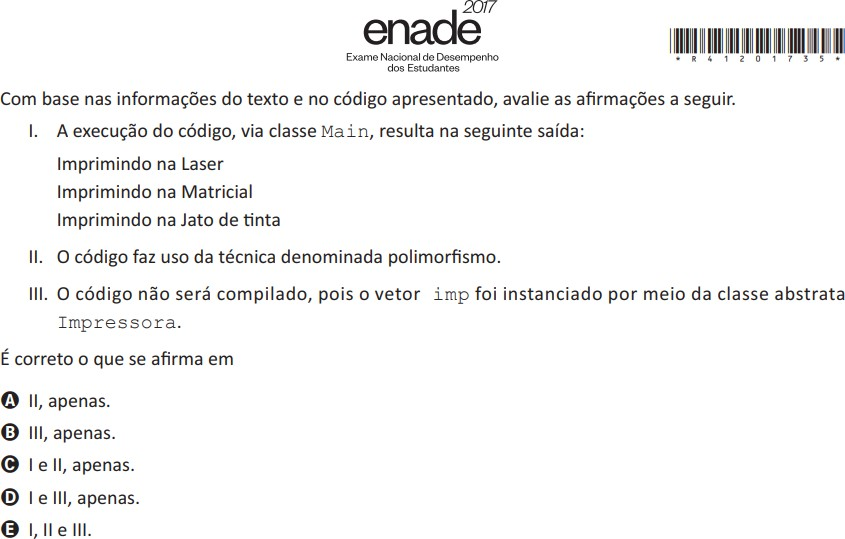 2017
enade
Exame Nacional de Desempenho
dos Estudantes
* R 4 1 2 0 1 7 3 5 *
Com base nas informações do texto e no código apresentado, avalie as afirmações a seguir.
I. A execução do código, via classe Main, resulta na seguinte saída:
Imprimindo na Laser
Imprimindo na Matricial
Imprimindo na Jato de tinta
II. O código faz uso da técnica denominada polimorfismo.
III. O código não será compilado, pois o vetor imp foi instanciado por meio da classe abstrata
Impressora.
É correto o que se afirma em
A II, apenas.
B III, apenas.
C I e II, apenas.
D I e III, apenas.
E I, II e III.